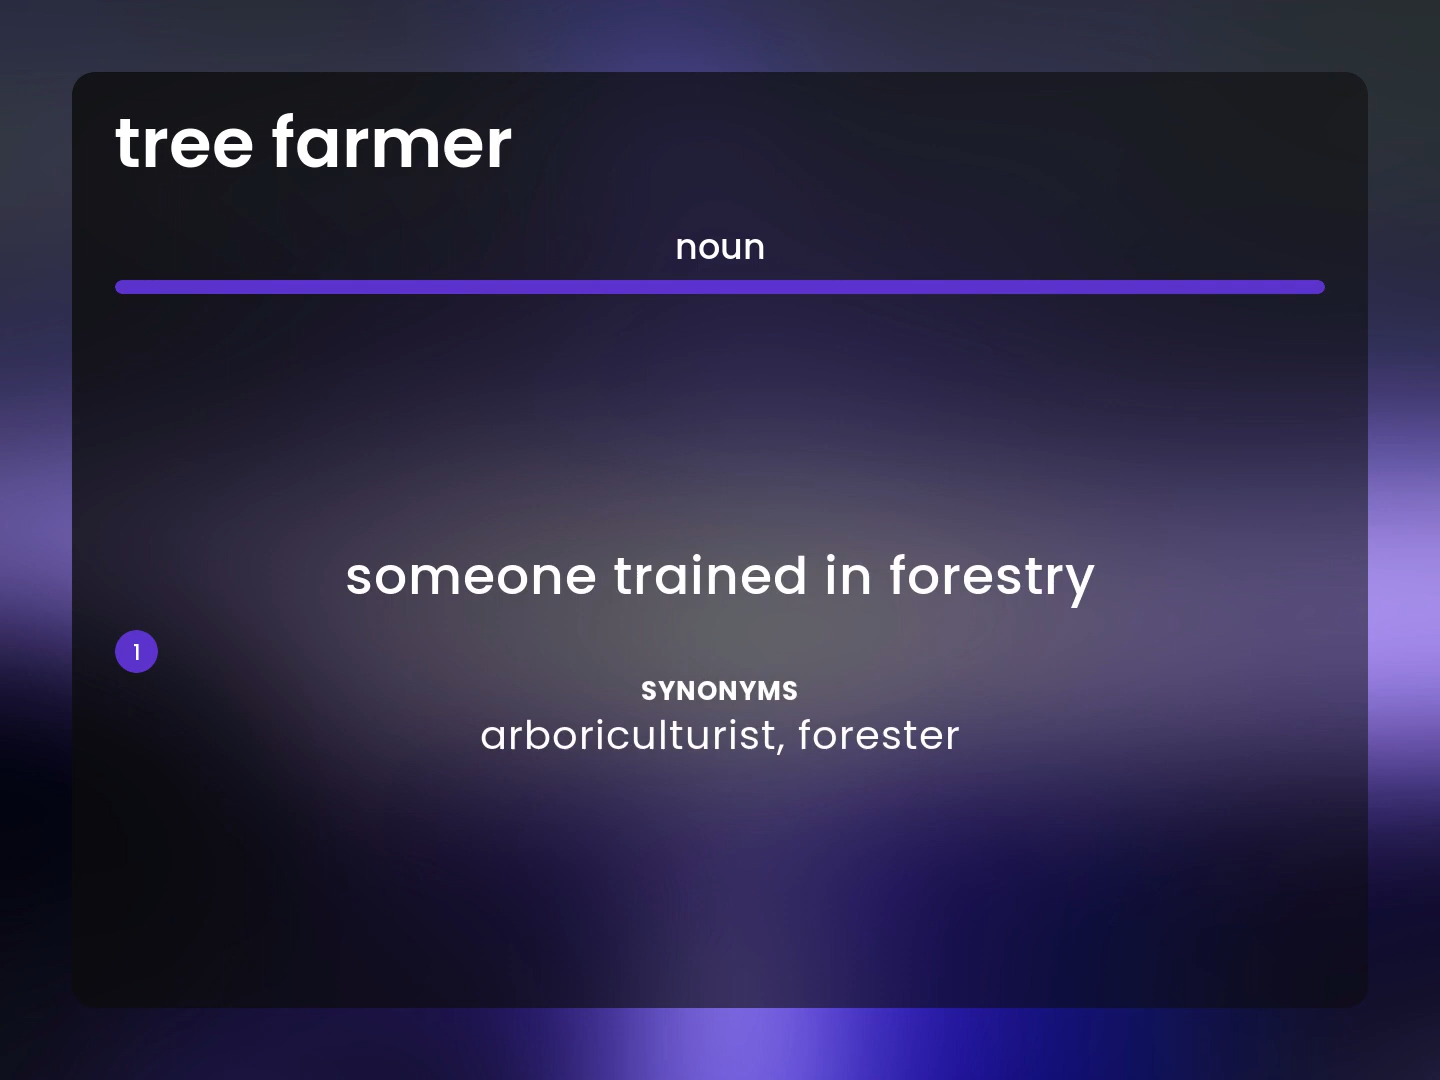 tree farmer
noun
someone trained in forestry
1
SYNONYMS
arboriculturist, forester